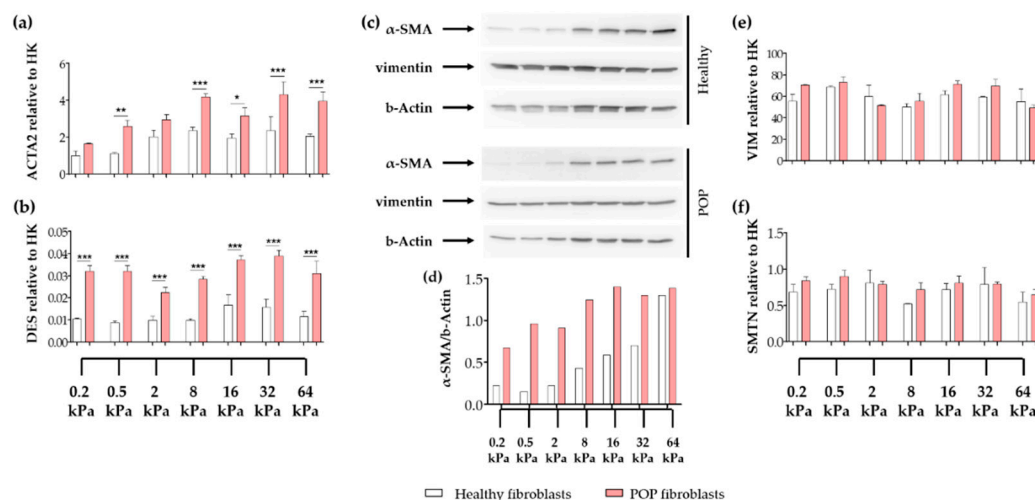 (a)
ACTA2 relative to HK
6
4
2
0
**
***
*
***
***
(b)
DES relative to HK
0.05
0.04
0.03
0.02
0.01
0.00
***
***
***
***
***
***
***
0.2 kPa
0.5 kPa
2 kPa
8 kPa
16 kPa
32 kPa
64 kPa
(c)
α-SMA
vimentin
b-Actin
Healthy
α-SMA
vimentin
b-Actin
POP
(d)
α-SMA/b-Actin
1.5
1.0
0.5
0.0
0.2 kPa
0.5 kPa
2 kPa
8 kPa
16 kPa
32 kPa
64 kPa
(e)
VIM relative to HK
100
80
60
40
20
0
(f)
SMTN relative to HK
1.5
1.0
0.5
0.0
0.2 kPa
0.5 kPa
2 kPa
8 kPa
16 kPa
32 kPa
64 kPa
Healthy fibroblasts
POP fibroblasts